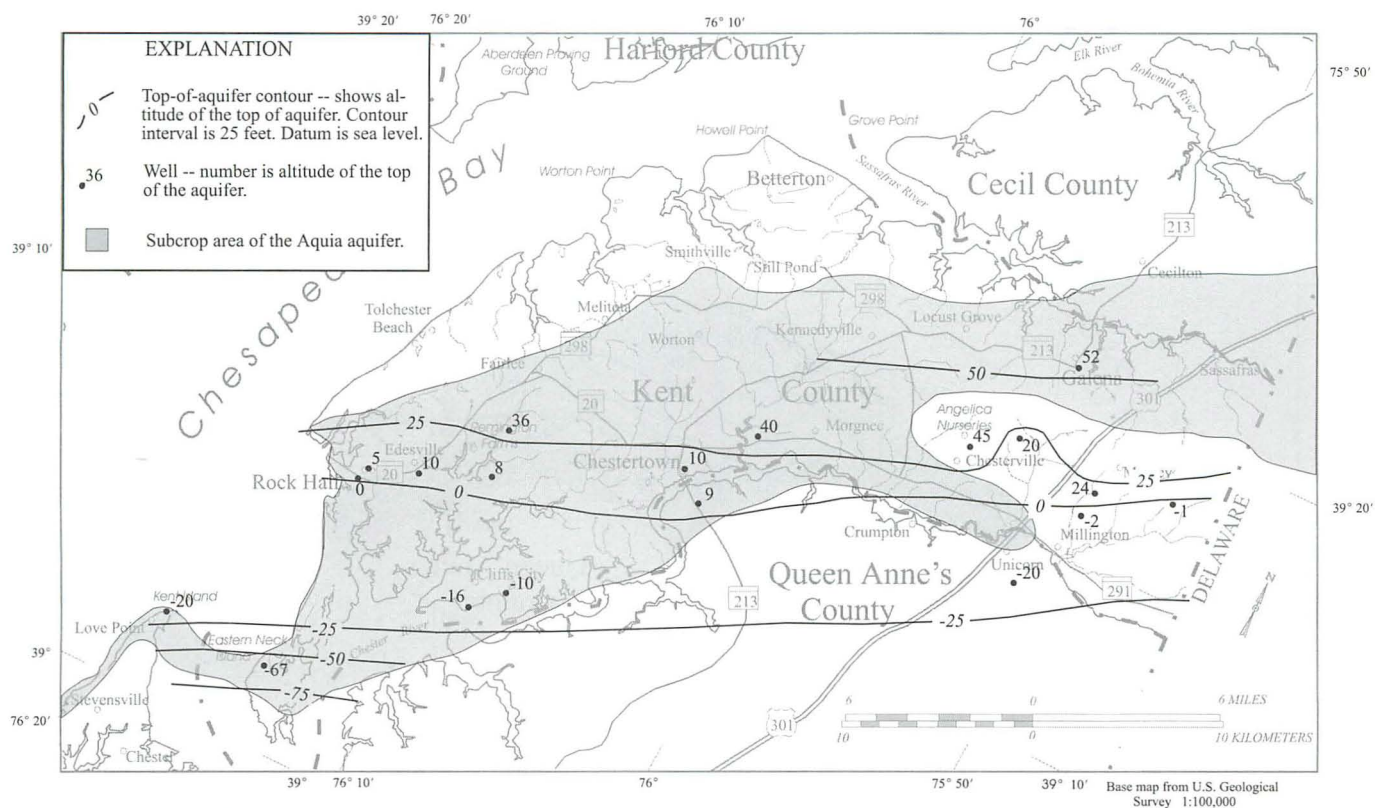 39° 20'
76° 20'
76° 10'
76°
EXPLANATION
0
Top-of-aquifer contour -- shows al-
titude of the top of aquifer. Contour
interval is 25 feet. Datum is sea level.
36
Well -- number is altitude of the top
of the aquifer.
Subcrop area of the Aquia aquifer.
Aberdeen Proving
Ground
Harford County
Elk River
Bohemia River
75° 50'
Howell Point
Grove Point
Sassafras River
Worton Point
Betterton
Cecil County
213
39° 10'
Chesapeake
Bay
Smithville
Still Pond
Cecilton
Tolchester
Beach
Melitota
298
Locust Grove
298
Worton
Kennedyville
213
52
Galena
Sassafras
Fairlee
50
301
20
Kent
County
25
36
40
Morgnec
Angelica
Nurseries
45
20
Chesterville
Edesville
5
20
10
8
Chestertown
10
25
Rock Hall
0
0
9
24
0
-1
-2
Crumpton
Millington
39° 20'
Unicorn
-20
291
DELAWARE
N
Cliffs City
-10
-16
Queen Anne's
County
213
Kent Island
-20
Love Point
-25
-25
Chester River
Eastern Neck
Island
39°
-50
-67
-75
Stevensville
76° 20'
301
6
0
6 MILES
10
0
10 KILOMETERS
Chester
39° 10'
76° 10'
76°
75° 50'
39° 10'
Base map from U.S. Geological
Survey 1:100,000